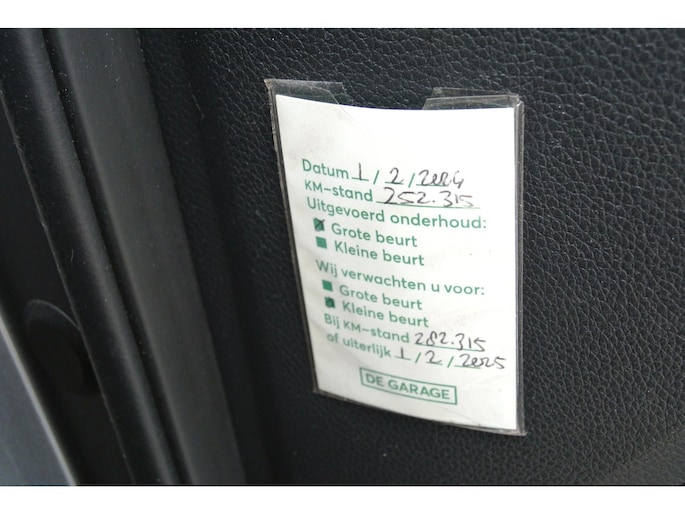 Datum 1 / 2 / 2024
KM-stand 252.315
Uitgevoerd onderhoud:
Grote beurt
Kleine beurt
Wij verwachten u voor:
Grote beurt
Kleine beurt
Bij KM-stand 282.315
of uiterlijk 1 / 2 / 2025
DE GARAGE